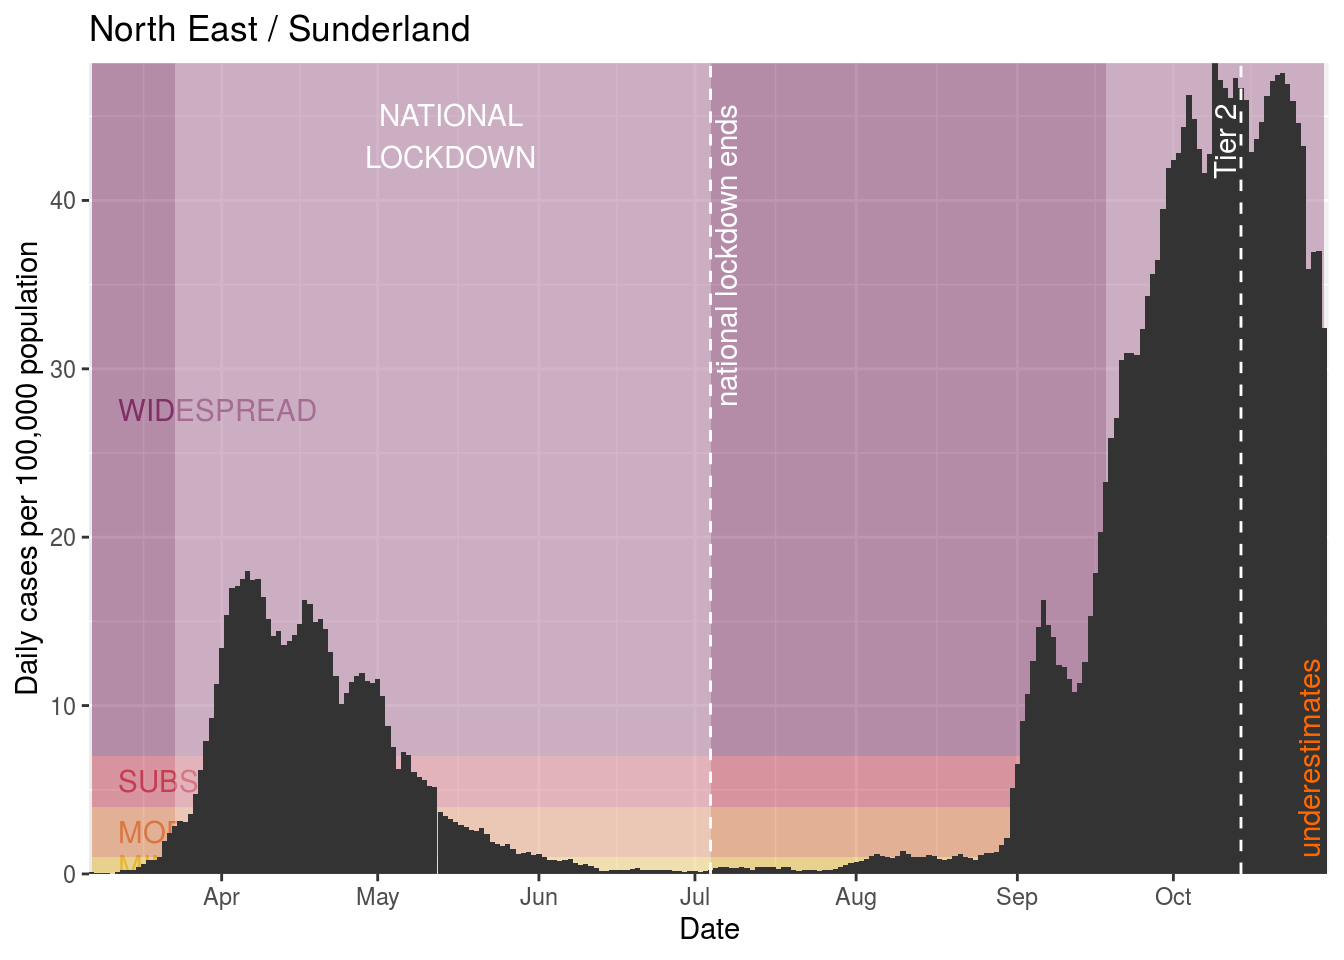 North East / Sunderland
Daily cases per 100,000 population
40
30
20
10
0
NATIONAL
LOCKDOWN
national lockdown ends
Tier 2
WIDESPREAD
SUBS
underestimates
Apr
May
Jun
Jul
Aug
Sep
Oct
Date